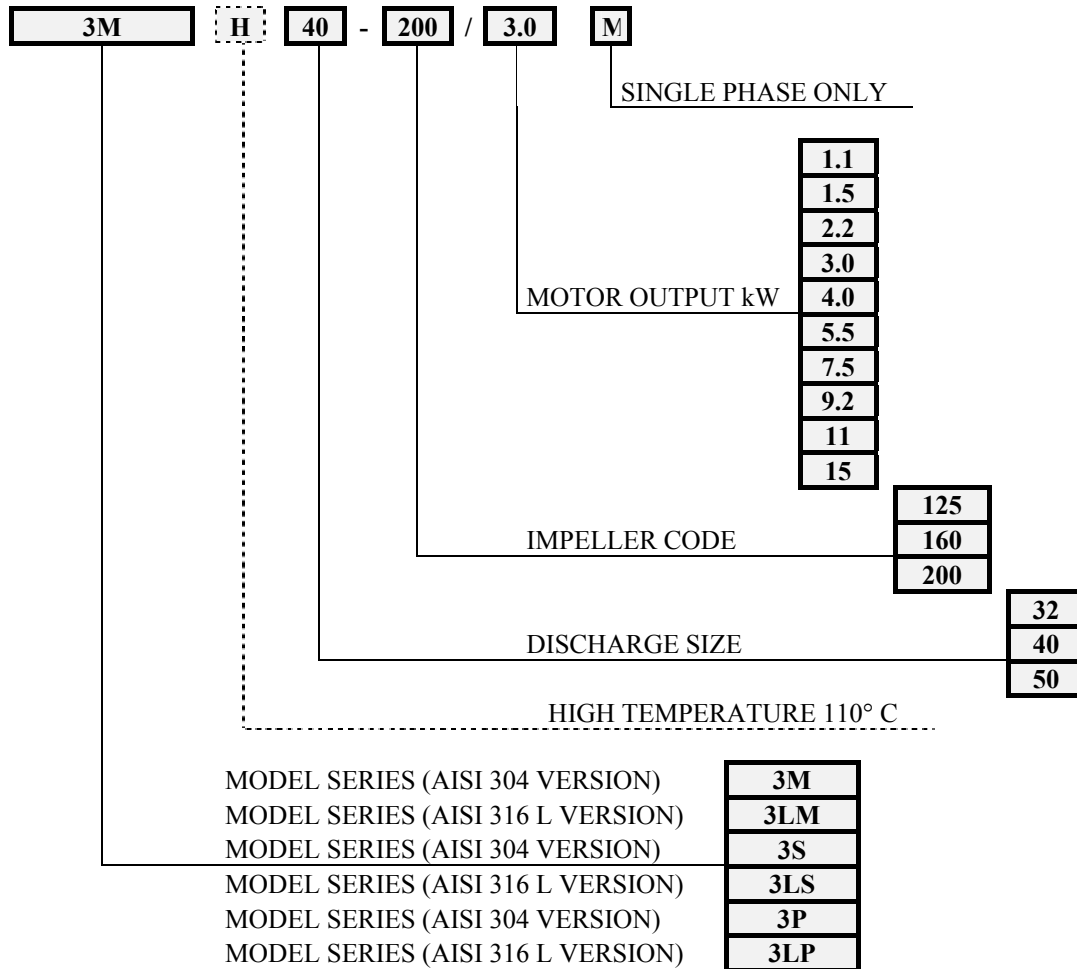 3M H 40 - 200 / 3.0 M
SINGLE PHASE ONLY
1.1
1.5
2.2
3.0
MOTOR OUTPUT kW 4.0
5.5
7.5
9.2
11
15
125
IMPELLER CODE 160
200
32
DISCHARGE SIZE 40
50
HIGH TEMPERATURE 110° C
MODEL SERIES (AISI 304 VERSION) 3M
MODEL SERIES (AISI 316 L VERSION) 3LM
MODEL SERIES (AISI 304 VERSION) 3S
MODEL SERIES (AISI 316 L VERSION) 3LS
MODEL SERIES (AISI 304 VERSION) 3P
MODEL SERIES (AISI 316 L VERSION) 3LP